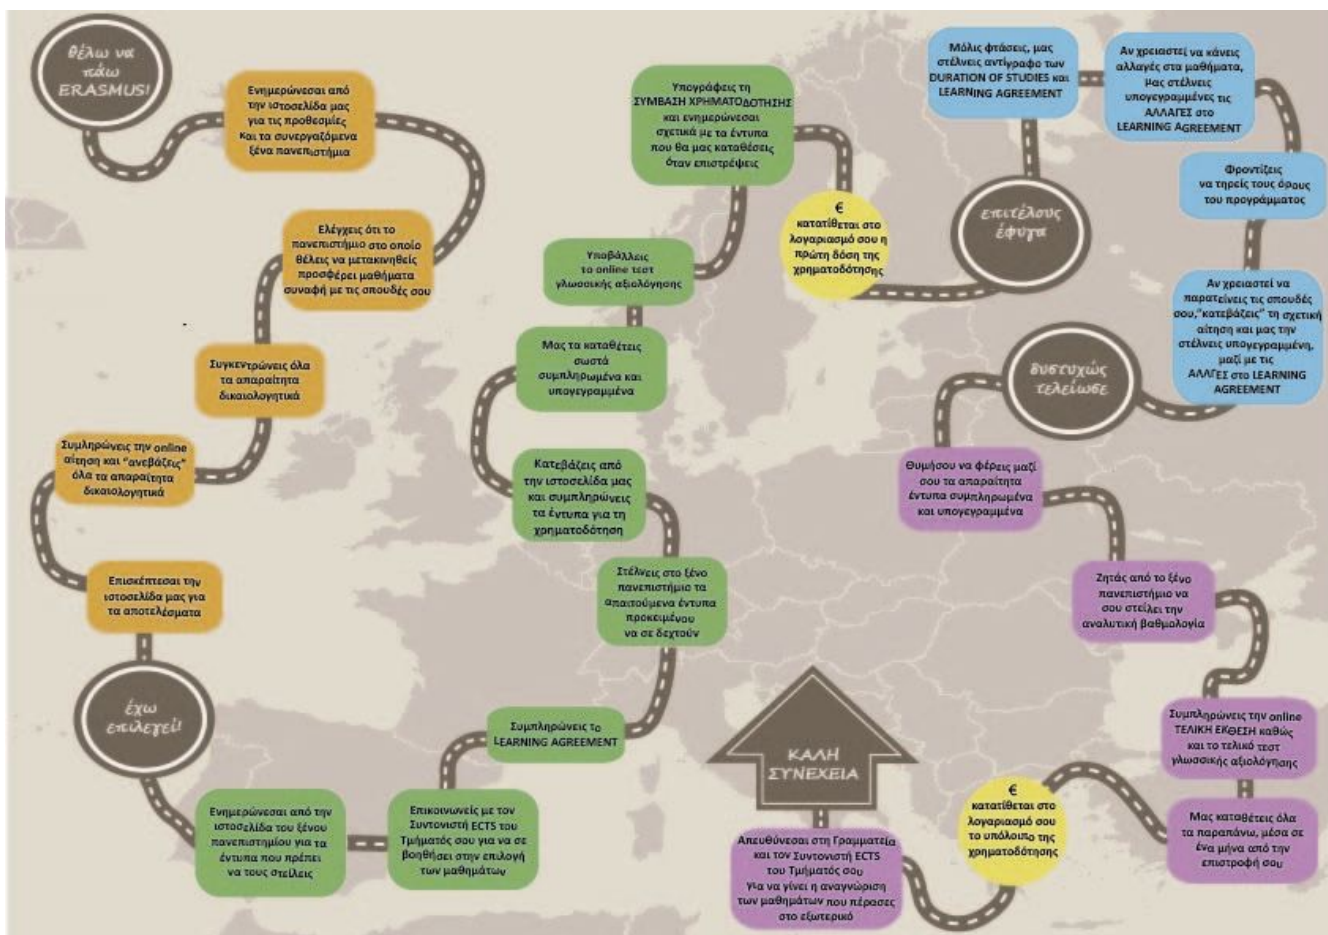 θέλω να
πάω
ERASMUS!
Ενημερώνεσαι από
την ιστοσελίδα μας
για τις προθεσμίες
και τα συνεργαζόμενα
ξένα πανεπιστήμια
Ελέγχεις ότι το
πανεπιστήμιο στο οποίο
θέλεις να μετακινηθείς
προσφέρει μαθήματα
συναφή με τις σπουδές σου
Συγκεντρώνεις όλα
τα απαραίτητα
δικαιολογητικά
Συμληρώνεις την online
αίτηση και "ανεβάζεις"
όλα τα απαραίτητα
δικαιολογητικά
Επισκέπτεσαι την
ιστοσελίδα μας για
τα αποτελέσματα
έχω
επιλεγεί!
Ενημερώνεσαι από την
ιστοσελίδα του ξένου
πανεπιστημίου για τα
έντυπα που πρέπει
να τους στείλεις
Επικοινωνείς με τον
Συντονιστή ECTS του
Τμήματός σου για να σε
βοηθήσει στην επιλογή
των μαθημάτων
Συμπληρώνεις το
LEARNING AGREEMENT
Στέλνεις στο ξένο
πανεπιστήμιο τα
απαιτούμενα έντυπα
προκειμένου
να σε δεχτούν
Κατεβάζεις από
την ιστοσελίδα μας
και συμπληρώνεις
τα έντυπα για τη
χρηματοδότηση
Μας τα καταθέτεις
σωστά
συμπληρωμένα και
υπογεγραμμένα
Υποβάλλεις
το online τεστ
γλωσσικής αξιολόγησης
Υπογράφεις τη
ΣΥΜΒΑΣΗ ΧΡΗΜΑΤΟΔΟΤΗΣΗΣ
και ενημερώνεσαι
σχετικά με τα έντυπα
που θα μας καταθέσεις
όταν επιστρέψεις
€
κατατίθεται στο
λογαριασμό σου η
πρώτη δόση της
χρηματοδότησης
επιτέλους
έφυγα
Μόλις φτάσεις, μας
στέλνεις αντίγραφο των
DURATION OF STUDIES και
LEARNING AGREEMENT
Αν χρειαστεί να κάνεις
αλλαγές στα μαθήματα,
μας στέλνεις
υπογεγραμμένες τις
ΑΛΛΑΓΕΣ στο
LEARNING AGREEMENT
Φροντίζεις
να τηρείς τους όρους
του προγράμματος
Αν χρειαστεί να
παρατείνεις τις σπουδές
σου,"κατεβάζεις" τη σχετική
αίτηση και μας την
στέλνεις υπογεγραμμένη,
μαζί με τις
ΑΛΛΓΕΣ στο LEARNING
AGREEMENT
δυστυχώς
τελείωσε
Θυμήσου να φέρεις μαζί
σου τα απαραίτητα
έντυπα συμπληρωμένα
και υπογεγραμμένα
Ζητάς από το ξένο
πανεπιστήμιο να
σου στείλει την
αναλυτική βαθμολογία
Συμπληρώνεις την online
ΤΕΛΙΚΗ ΕΚΘΕΣΗ καθώς
και το τελικό τεστ
γλωσσικής αξιολόγησης
Μας καταθέτεις όλα
τα παραπάνω, μέσα σε
ένα μήνα από την
επιστροφή σου
€
κατατίθεται στο
λογαριασμό σου
το υπόλοιπο της
χρηματοδότησης
Απευθύνεσαι στη Γραμματεία
και τον Συντονιστή ECTS
του Τμήματός σου
για να γίνει η αναγνώριση
των μαθημάτων που πέρασες
στο εξωτερικό
ΚΑΛΗ
ΣΥΝΕΧΕΙΑ